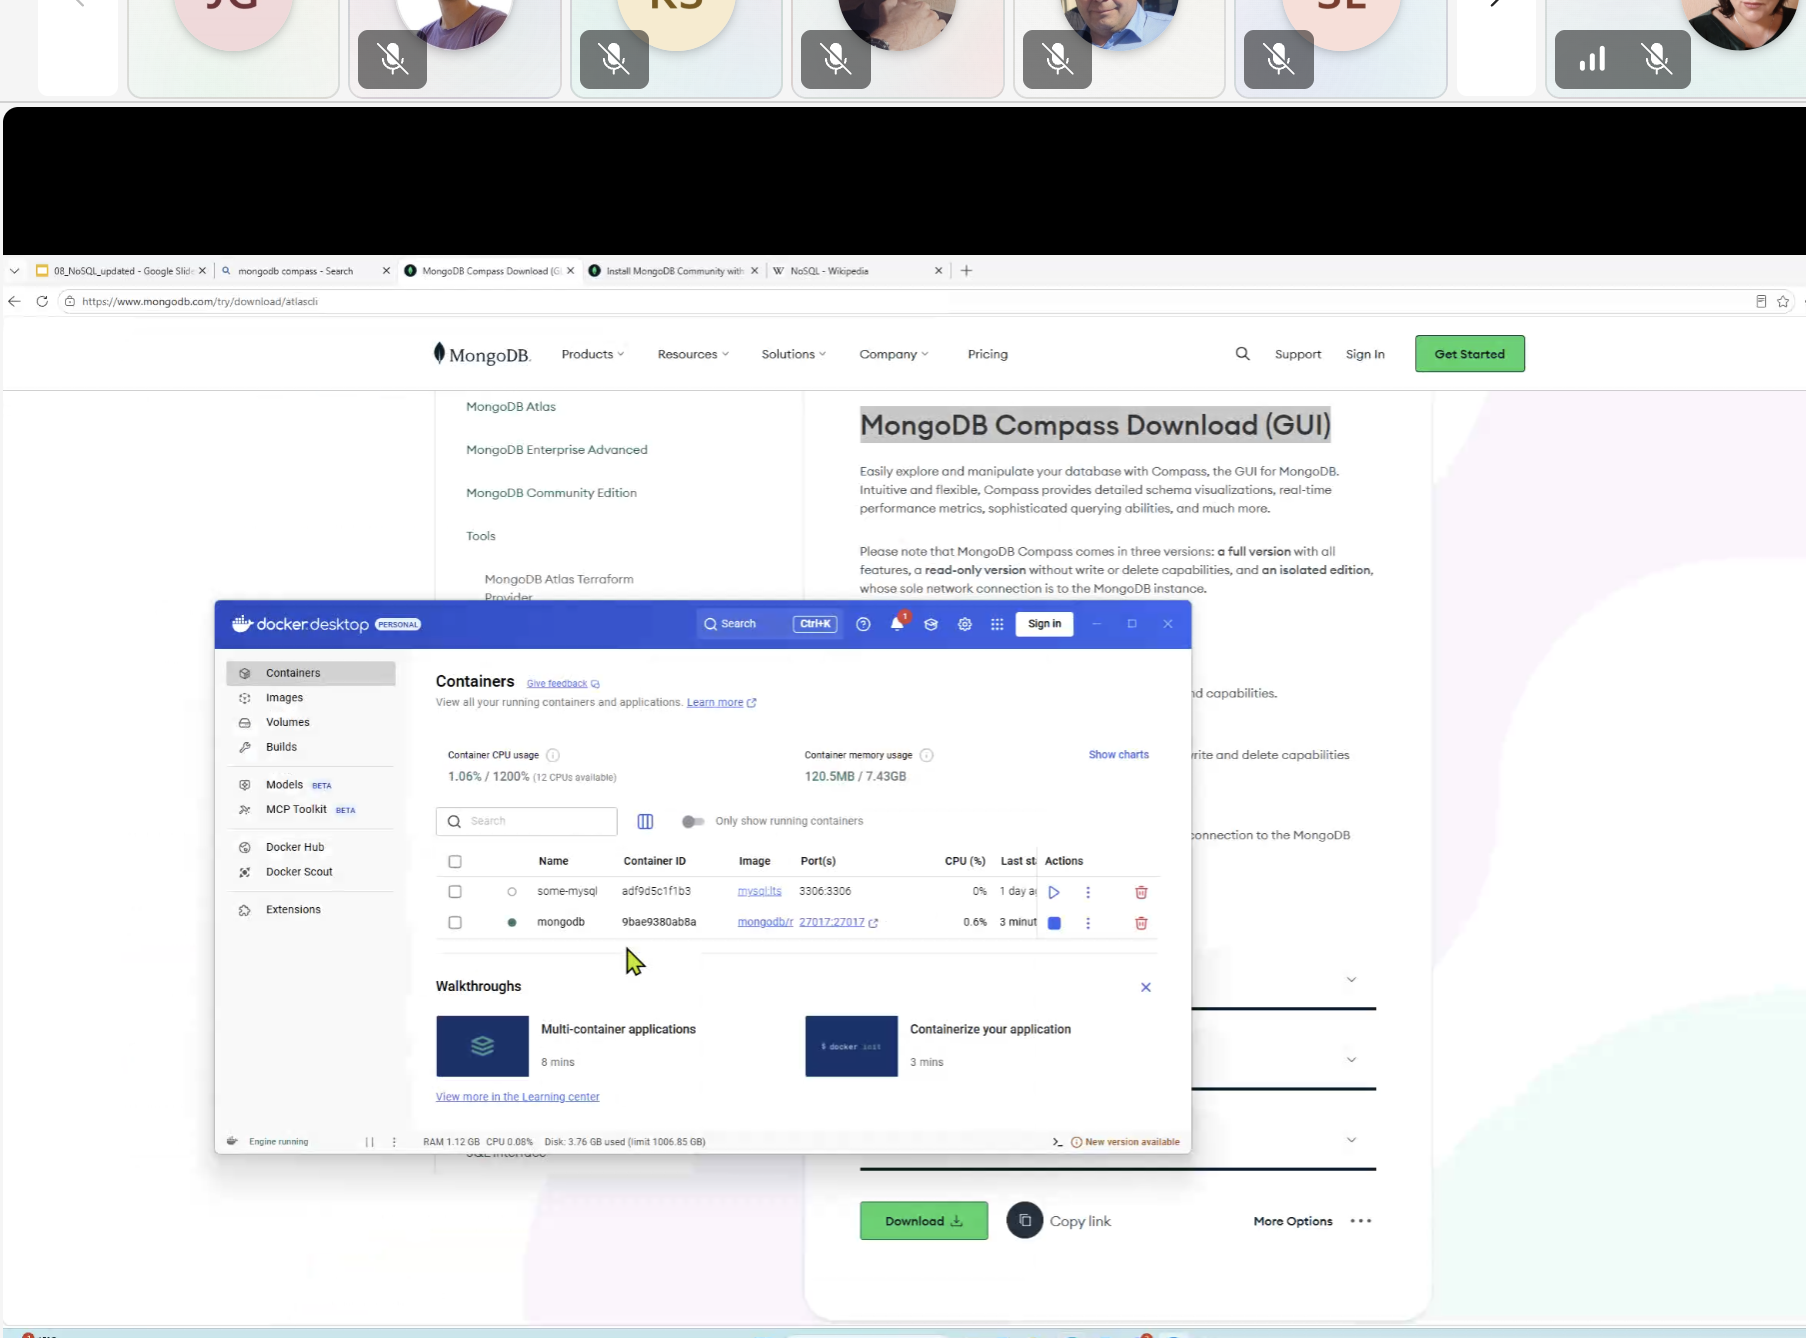 JG
KS
SL
08_NoSQL_updated - Google Slide
mongodb compass - Search
MongoDB Compass Download (G
Install MongoDB Community with
W NoSQL - Wikipedia
https://www.mongodb.com/try/download/atlascli
MongoDB.
Products
Resources
Solutions
Company
Pricing
Support
Sign In
Get Started
MongoDB Atlas
MongoDB Enterprise Advanced
MongoDB Community Edition
Tools
MongoDB Atlas Terraform
Provider
MongoDB Compass Download (GUI)
Easily explore and manipulate your database with Compass, the GUI for MongoDB.
Intuitive and flexible, Compass provides detailed schema visualizations, real-time
performance metrics, sophisticated querying abilities, and much more.
Please note that MongoDB Compass comes in three versions: a full version with all
features, a read-only version without write or delete capabilities, and an isolated edition,
whose sole network connection is to the MongoDB instance.
docker.desktop PERSONAL
Search Ctrl+K
1
Sign in
Containers
Images
Volumes
Builds
Models BETA
MCP Toolkit BETA
Docker Hub
Docker Scout
Extensions
Containers Give feedback
View all your running containers and applications. Learn more
Container CPU usage
1.06% / 1200% (12 CPUs available)
Container memory usage
120.5MB / 7.43GB
Show charts
Search
Only show running containers
Name Container ID Image Port(s) CPU (%) Last st Actions
some-mysql adf9d5c1f1b3 mysql:lts 3306:3306 0% 1 day a
mongodb 9bae9380ab8a mongodb/r 27017:27017 0.6% 3 minut
Walkthroughs
Multi-container applications
8 mins
$ docker init
Containerize your application
3 mins
View more in the Learning center
Engine running
RAM 1.12 GB CPU 0.08% Disk: 3.76 GB used (limit 1006.85 GB)
>_ New version available
nd capabilities.
rite and delete capabilities
connection to the MongoDB
SQL Interface
Download
Copy link
More Options